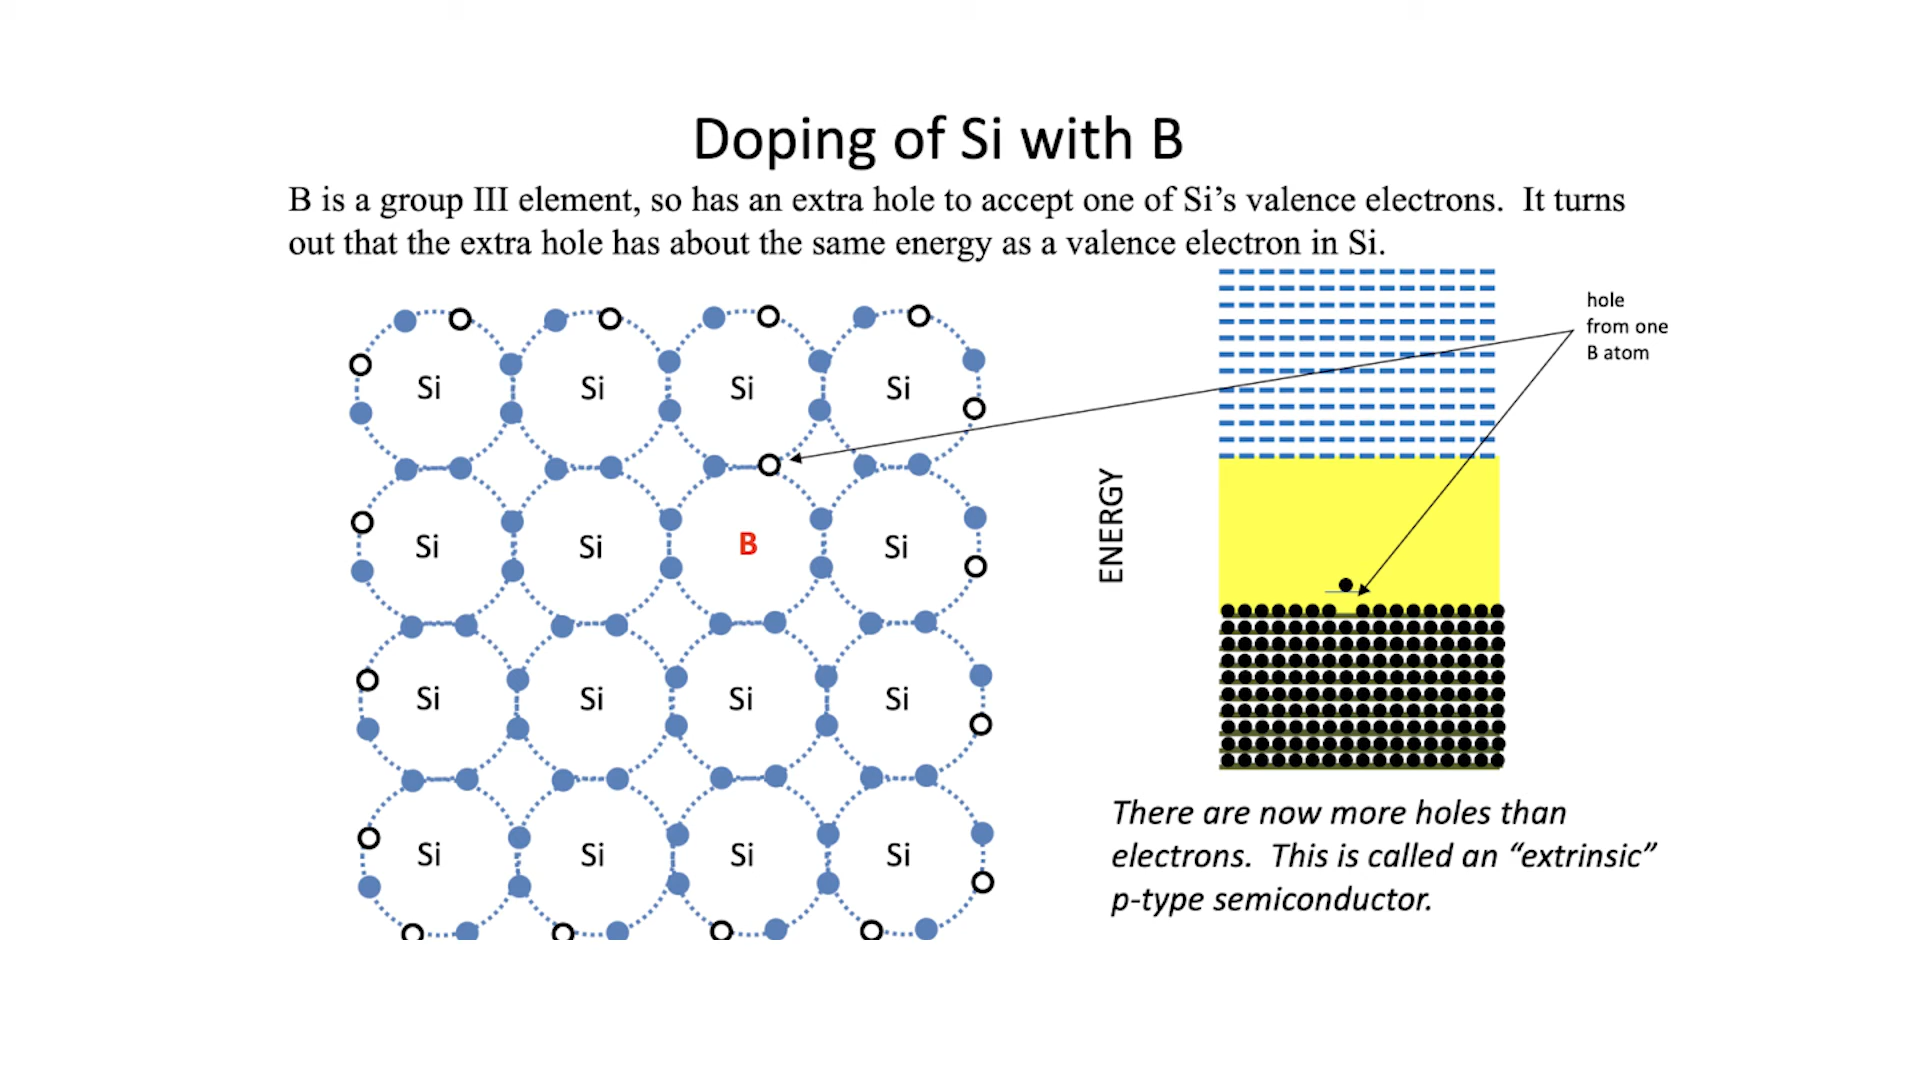 Doping of Si with B
B is a group III element, so has an extra hole to accept one of Si’s valence electrons.  It turns
out that the extra hole has about the same energy as a valence electron in Si.
hole
from one
B atom
Si Si Si Si
Si Si B Si
Si Si Si Si
Si Si Si Si
ENERGY
There are now more holes than
electrons.  This is called an “extrinsic”
p-type semiconductor.